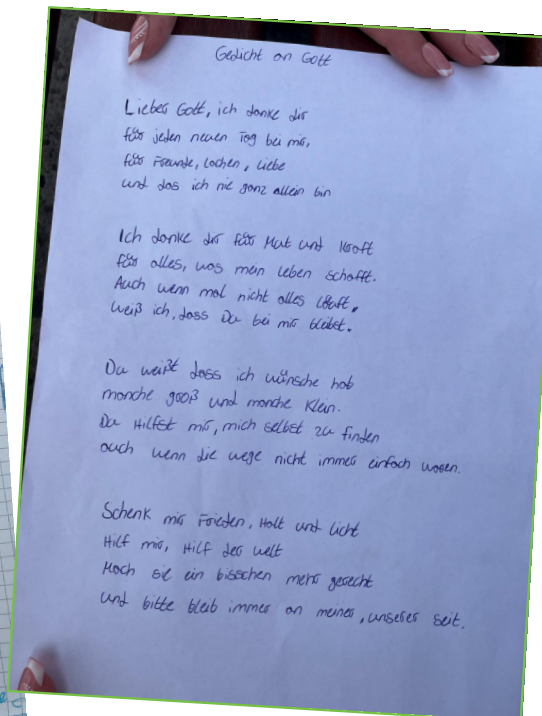 Gedicht an Gott
Lieber Gott, ich danke dir
für jeden neuen Tag bei mir,
für Freunde, Lachen, Liebe
und das ich nie ganz allein bin
Ich danke dir für Mut und Kraft
für alles, was mein Leben schafft.
Auch wenn mal nicht alles läuft,
weiß ich, dass Du bei mir bleibst.
Du weißt dass ich wünsche hab
manche groß und manche Klein.
Du Hilfst mir, mich selbst zu finden
auch wenn die wege nicht immer einfach waren.
Schenk mir Frieden, Halt und Licht
Hilf mir, Hilf der welt
Mach sie ein bisschen mehr gerecht
und bitte bleib immer an meiner, unserer seit.